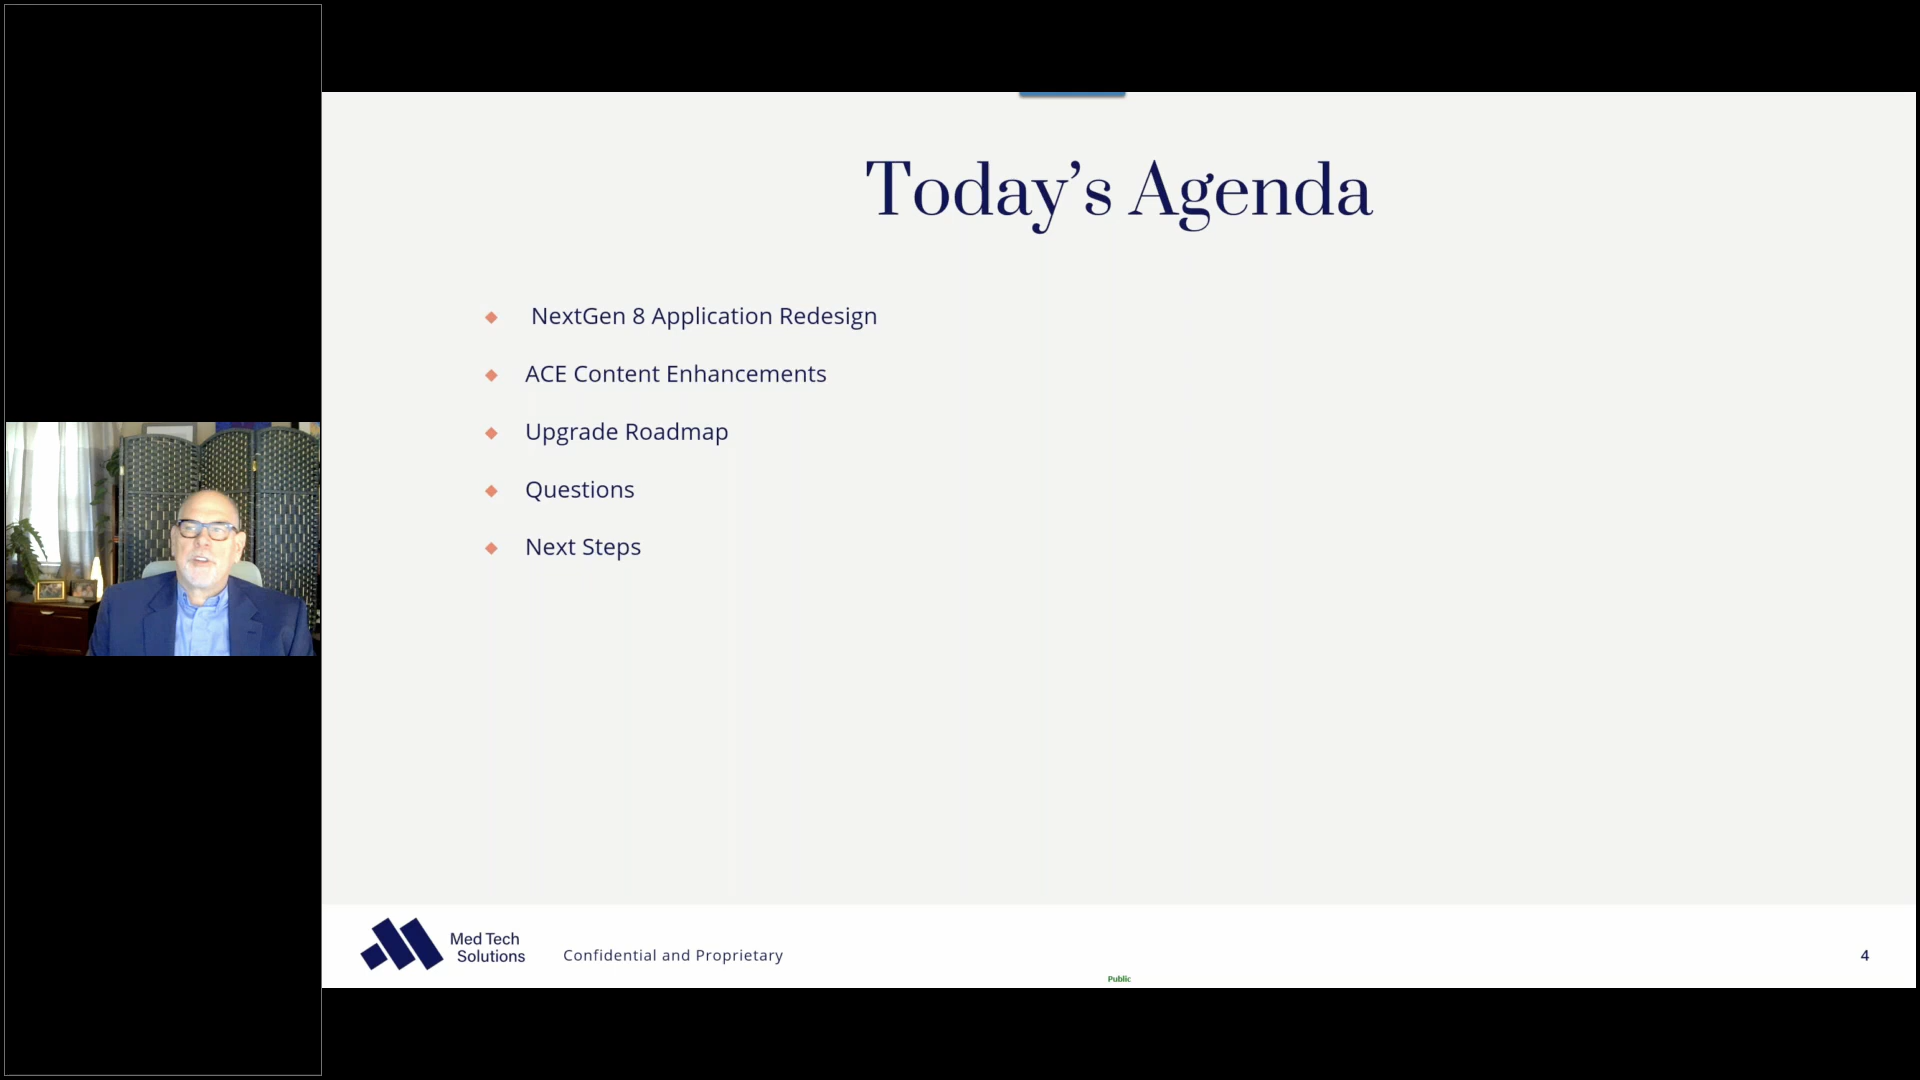 Today’s Agenda
NextGen 8 Application Redesign
ACE Content Enhancements
Upgrade Roadmap
Questions
Next Steps
Med Tech
Solutions
Confidential and Proprietary
4
Public